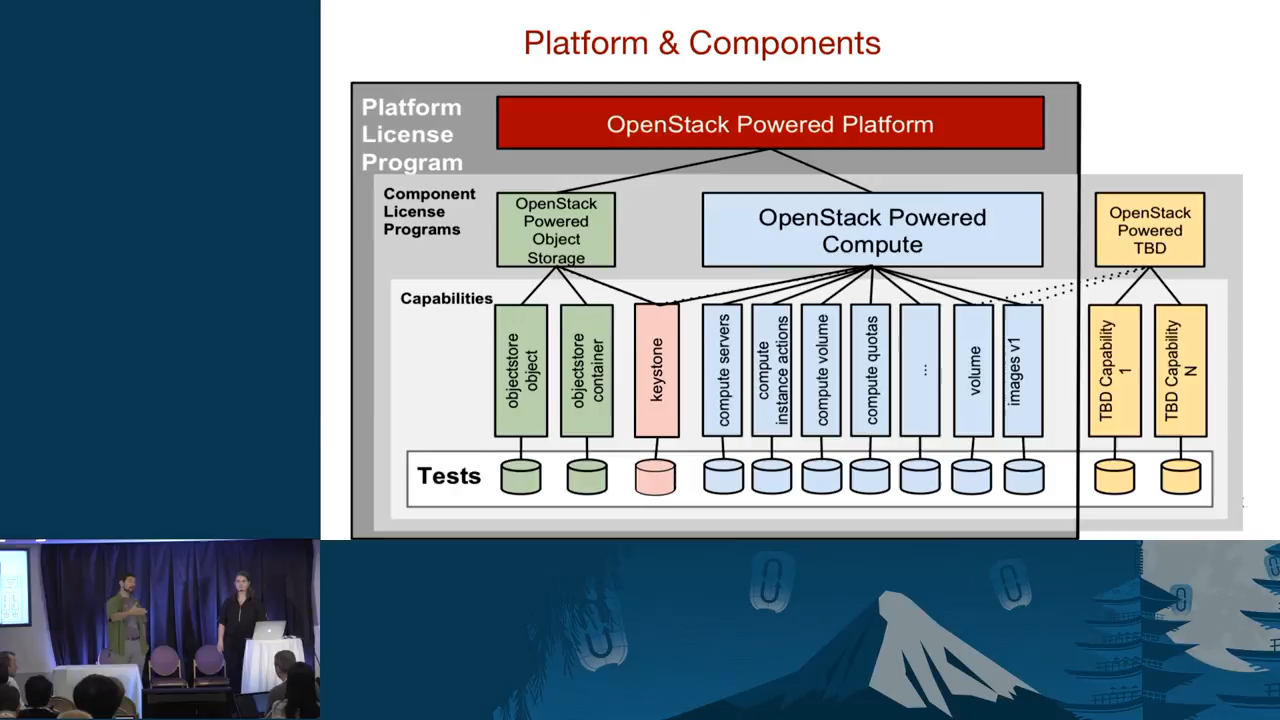 Platform & Components
Platform
License
Program
OpenStack Powered Platform
Component
License
Programs
OpenStack
Powered
Object
Storage
OpenStack Powered
Compute
OpenStack
Powered
TBD
Capabilities
objectstore
object
objectstore
container
keystone
compute servers
compute
instance actions
compute volume
compute quotas
...
volume
images v1
TBD Capability
1
TBD Capability
N
Tests